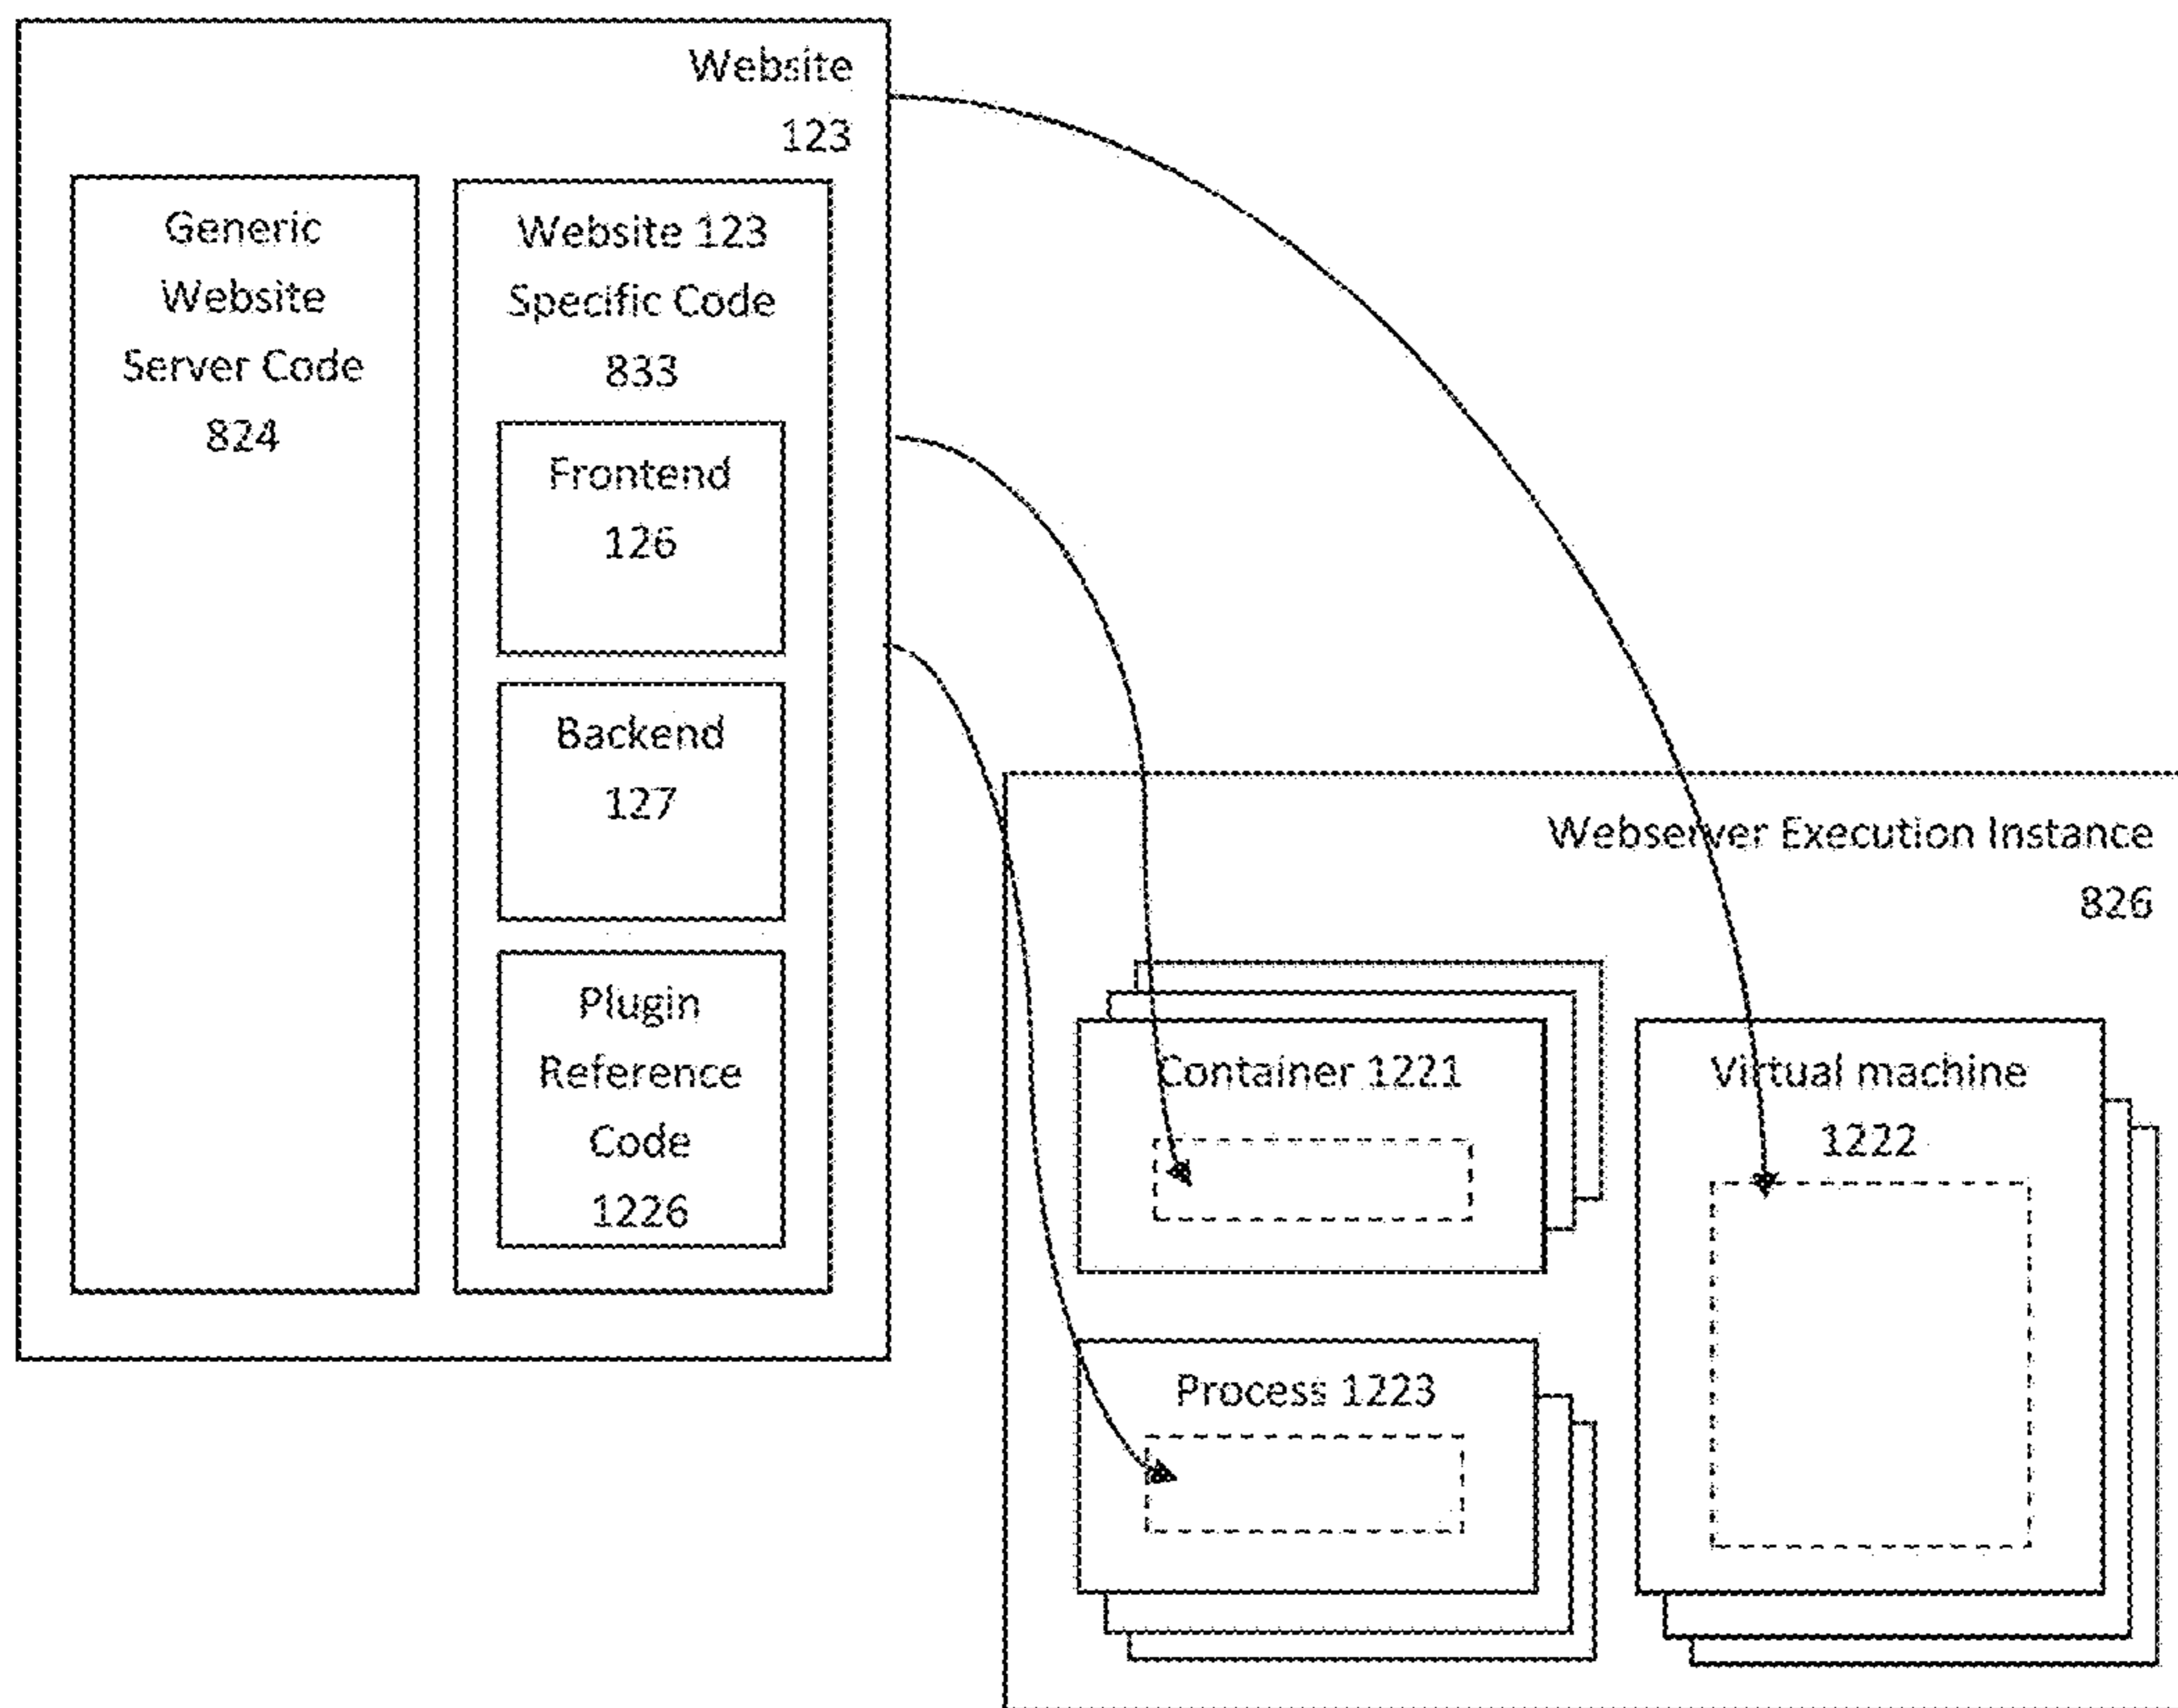 Website
123
Generic
Website
Server Code
824
Website 123
Specific Code
833
Frontend
126
Backend
127
Plugin
Reference
Code
1226
Webserver Execution Instance
826
Container 1221
Virtual machine
1222
Process 1223